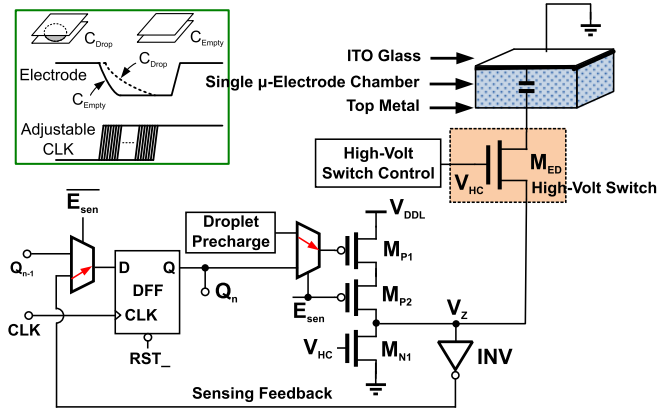 C_Drop
C_Empty
Electrode
C_Drop
C_Empty
Adjustable
CLK
ITO Glass
Single μ-Electrode Chamber
Top Metal
High-Volt
Switch Control
V_HC
M_ED
High-Volt Switch
E_sen
Q_n-1
D
Q
DFF
CLK
CLK
RST_
Q_n
Droplet
Precharge
V_DDL
M_P1
M_P2
E_sen
V_HC
M_N1
V_Z
INV
Sensing Feedback